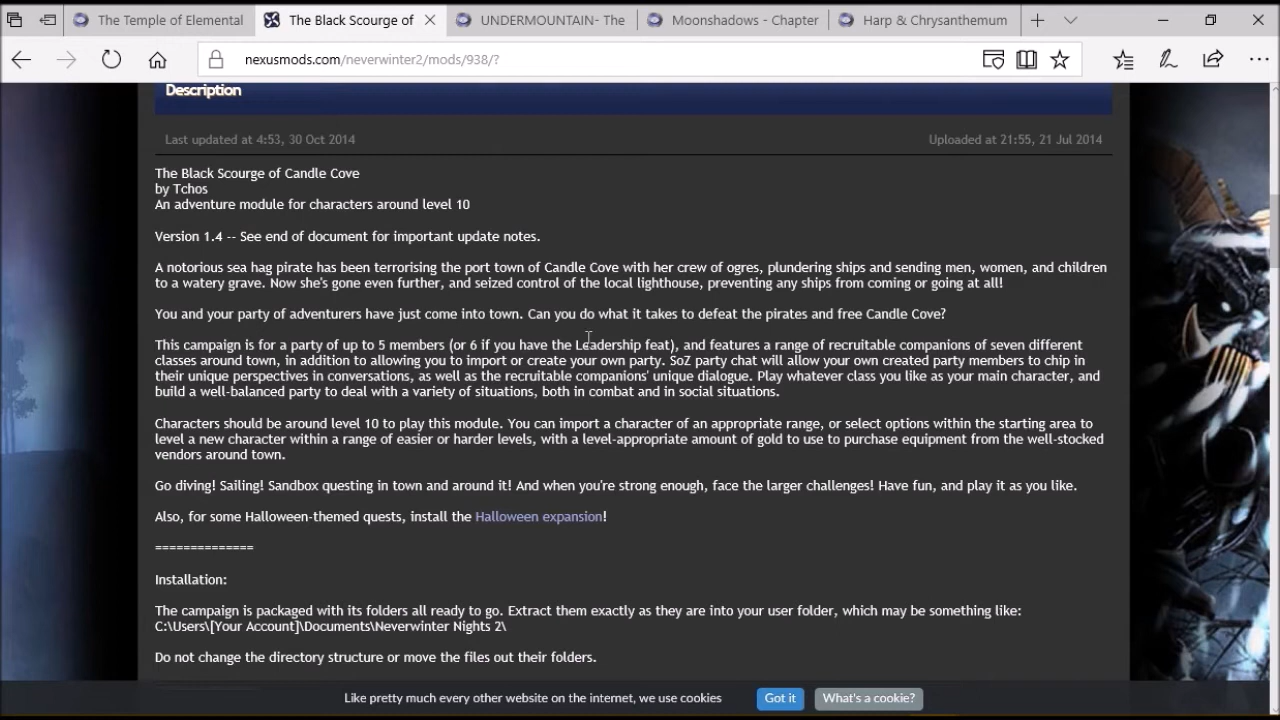 The Temple of Elemental
The Black Scourge of
UNDERMOUNTAIN- The
Moonshadows - Chapter
Harp & Chrysanthemum
nexusmods.com/neverwinter2/mods/938/?
Description
Last updated at 4:53, 30 Oct 2014
Uploaded at 21:55, 21 Jul 2014
The Black Scourge of Candle Cove
by Tchos
An adventure module for characters around level 10
Version 1.4 -- See end of document for important update notes.
A notorious sea hag pirate has been terrorising the port town of Candle Cove with her crew of ogres, plundering ships and sending men, women, and children
to a watery grave. Now she's gone even further, and seized control of the local lighthouse, preventing any ships from coming or going at all!
You and your party of adventurers have just come into town. Can you do what it takes to defeat the pirates and free Candle Cove?
This campaign is for a party of up to 5 members (or 6 if you have the Leadership feat), and features a range of recruitable companions of seven different
classes around town, in addition to allowing you to import or create your own party. SoZ party chat will allow your own created party members to chip in
their unique perspectives in conversations, as well as the recruitable companions' unique dialogue. Play whatever class you like as your main character, and
build a well-balanced party to deal with a variety of situations, both in combat and in social situations.
Characters should be around level 10 to play this module. You can import a character of an appropriate range, or select options within the starting area to
level a new character within a range of easier or harder levels, with a level-appropriate amount of gold to use to purchase equipment from the well-stocked
vendors around town.
Go diving! Sailing! Sandbox questing in town and around it! And when you're strong enough, face the larger challenges! Have fun, and play it as you like.
Also, for some Halloween-themed quests, install the Halloween expansion!
==============
Installation:
The campaign is packaged with its folders all ready to go. Extract them exactly as they are into your user folder, which may be something like:
C:\Users\[Your Account]\Documents\Neverwinter Nights 2\
Do not change the directory structure or move the files out their folders.
Like pretty much every other website on the internet, we use cookies
Got it
What's a cookie?